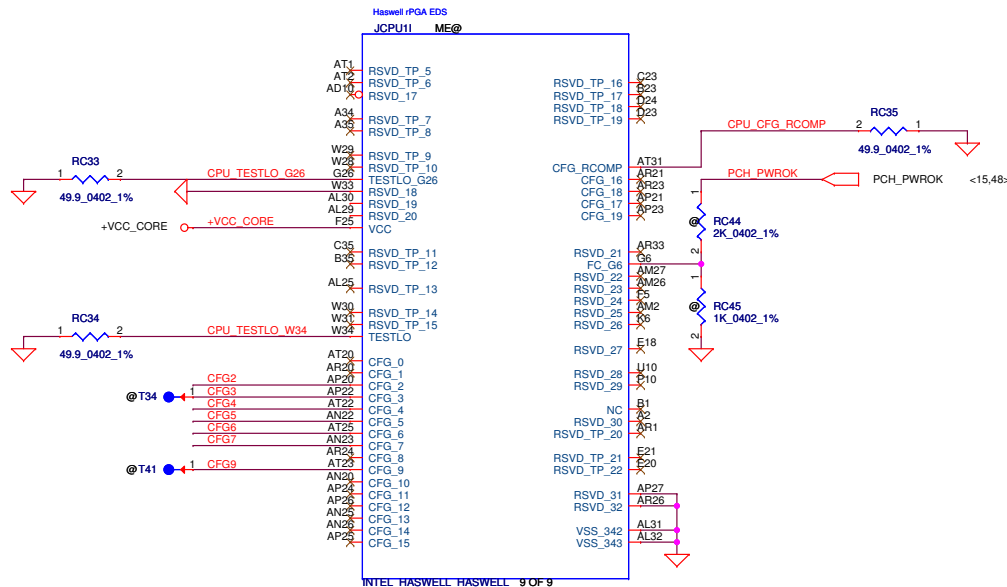 Haswell rPGA EDS
JCPU1I ME@
AT1 RSVD_TP_5
AT2 RSVD_TP_6
AD10 RSVD_17
A34 RSVD_TP_7
A35 RSVD_TP_8
W29 RSVD_TP_9
W28 RSVD_TP_10
RC33
1 2 CPU_TESTLO_G26 G26 TESTLO_G26
49.9_0402_1%
W33 RSVD_18
AL30 RSVD_19
AL29 RSVD_20
+VCC_CORE +VCC_CORE F25 VCC
C35 RSVD_TP_11
B35 RSVD_TP_12
AL25 RSVD_TP_13
W30 RSVD_TP_14
W31 RSVD_TP_15
RC34
1 2 CPU_TESTLO_W34 W34 TESTLO
49.9_0402_1%
AT20 CFG_0
AR20 CFG_1
CFG2 AP20 CFG_2
@T34 1 CFG3 AP22 CFG_3
CFG4 AT22 CFG_4
CFG5 AN22 CFG_5
CFG6 AT25 CFG_6
CFG7 AN23 CFG_7
AR24 CFG_8
@T41 1 CFG9 AT23 CFG_9
AN20 CFG_10
AP24 CFG_11
AP26 CFG_12
AN25 CFG_13
AN26 CFG_14
AP25 CFG_15
RSVD_TP_16 C23
RSVD_TP_17 B23
RSVD_TP_18 D24
RSVD_TP_19 D23
RC35
CPU_CFG_RCOMP 2 1
49.9_0402_1%
CFG_RCOMP AT31
CFG_16 AR21
CFG_18 AR23
CFG_17 AP21
CFG_19 AP23
PCH_PWROK PCH_PWROK <15,48>
1
@ RC44
2K_0402_1%
2
RSVD_21 AR33
FC_G6 G6
RSVD_22 AM27
RSVD_23 AM26
RSVD_24 F5
RSVD_25 AM2
RSVD_26 K6
1
@ RC45
1K_0402_1%
2
RSVD_27 E18
RSVD_28 U10
RSVD_29 P10
NC B1
RSVD_30 A2
RSVD_TP_20 AR1
RSVD_TP_21 E21
RSVD_TP_22 E20
RSVD_31 AP27
RSVD_32 AR26
VSS_342 AL31
VSS_343 AL32
INTEL_HASWELL_HASWELL 9 OF 9